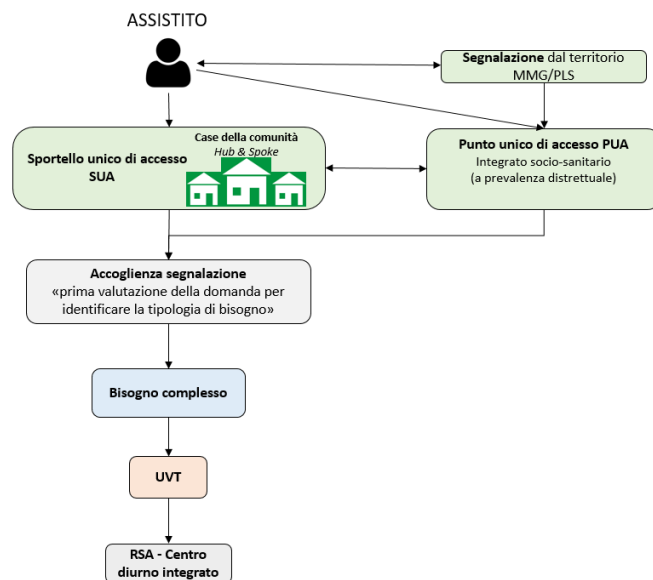 ASSISTITO
Segnalazione dal territorio
MMG/PLS
Sportello unico di accesso
SUA
Case della comunità
Hub & Spoke
Punto unico di accesso PUA
Integrato socio-sanitario
(a prevalenza distrettuale)
Accoglienza segnalazione
«prima valutazione della domanda per
identificare la tipologia di bisogno»
Bisogno complesso
UVT
RSA - Centro
diurno integrato